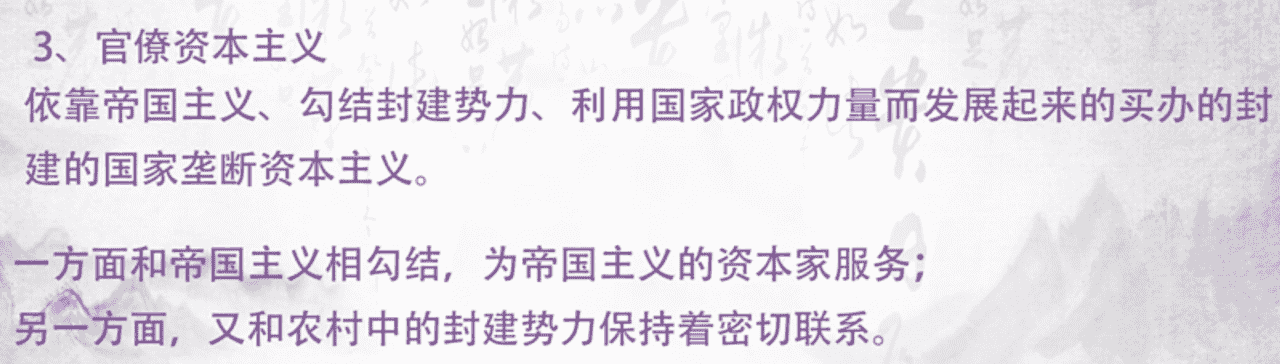 3、官僚资本主义
依靠帝国主义、勾结封建势力、利用国家政权力量而发展起来的买办的封
建的国家垄断资本主义。
一方面和帝国主义相勾结，为帝国主义的资本家服务；
另一方面，又和农村中的封建势力保持着密切联系。